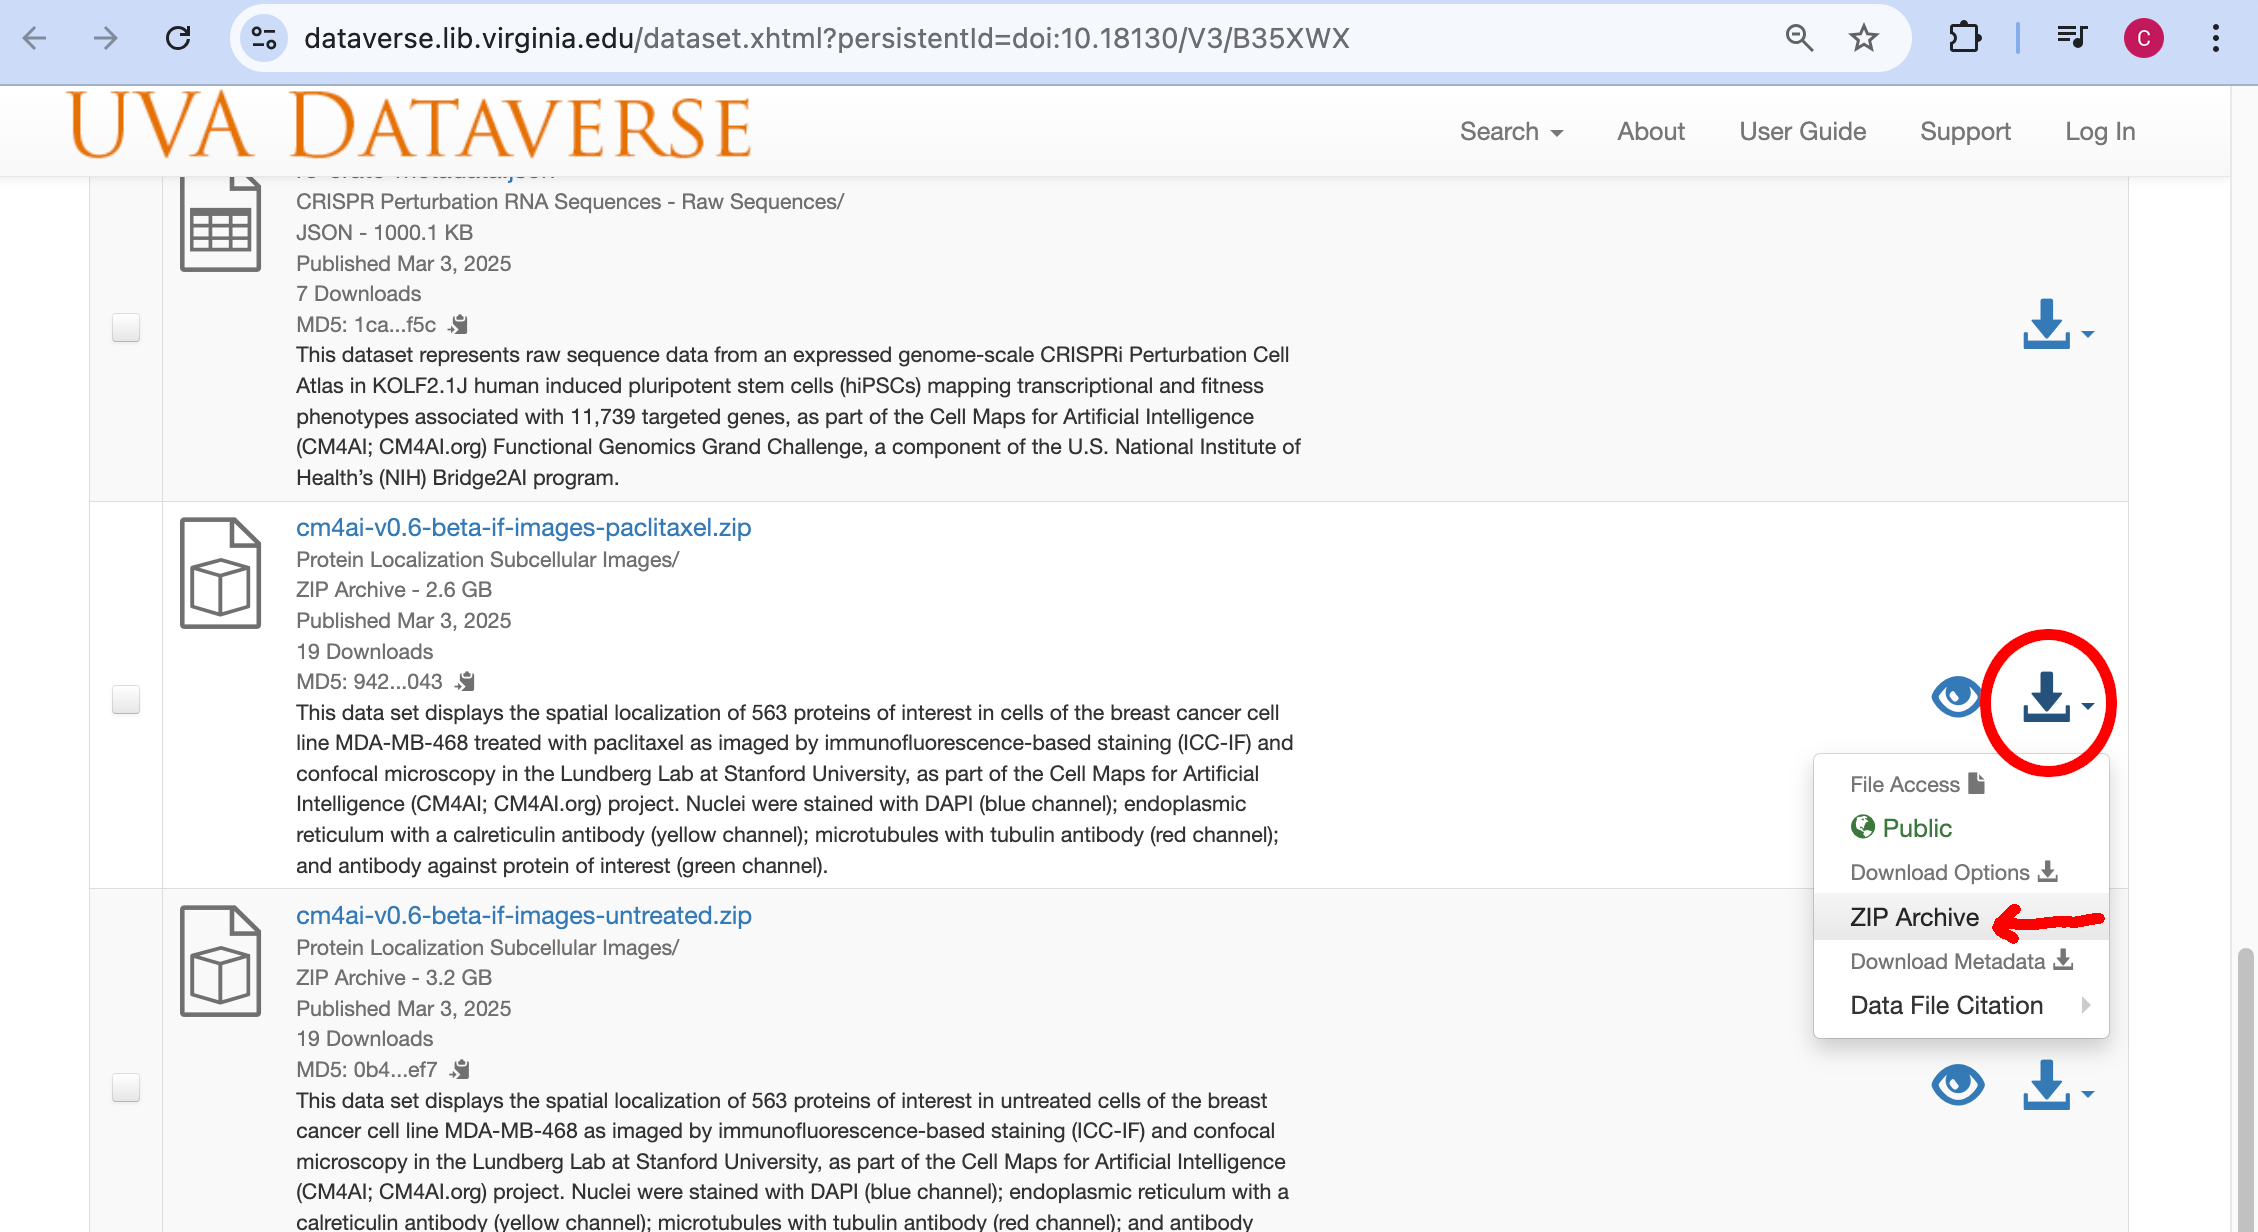 dataverse.lib.virginia.edu/dataset.xhtml?persistentId=doi:10.18130/V3/B35XWX
C
UVA DATAVERSE
Search
About
User Guide
Support
Log In
CRISPR Perturbation RNA Sequences - Raw Sequences/
JSON - 1000.1 KB
Published Mar 3, 2025
7 Downloads
MD5: 1ca...f5c
This dataset represents raw sequence data from an expressed genome-scale CRISPRi Perturbation Cell
Atlas in KOLF2.1J human induced pluripotent stem cells (hiPSCs) mapping transcriptional and fitness
phenotypes associated with 11,739 targeted genes, as part of the Cell Maps for Artificial Intelligence
(CM4AI; CM4AI.org) Functional Genomics Grand Challenge, a component of the U.S. National Institute of
Health’s (NIH) Bridge2AI program.
cm4ai-v0.6-beta-if-images-paclitaxel.zip
Protein Localization Subcellular Images/
ZIP Archive - 2.6 GB
Published Mar 3, 2025
19 Downloads
MD5: 942...043
This data set displays the spatial localization of 563 proteins of interest in cells of the breast cancer cell
line MDA-MB-468 treated with paclitaxel as imaged by immunofluorescence-based staining (ICC-IF) and
confocal microscopy in the Lundberg Lab at Stanford University, as part of the Cell Maps for Artificial
Intelligence (CM4AI; CM4AI.org) project. Nuclei were stained with DAPI (blue channel); endoplasmic
reticulum with a calreticulin antibody (yellow channel); microtubules with tubulin antibody (red channel);
and antibody against protein of interest (green channel).
File Access
Public
Download Options
ZIP Archive
Download Metadata
Data File Citation
cm4ai-v0.6-beta-if-images-untreated.zip
Protein Localization Subcellular Images/
ZIP Archive - 3.2 GB
Published Mar 3, 2025
19 Downloads
MD5: 0b4...ef7
This data set displays the spatial localization of 563 proteins of interest in untreated cells of the breast
cancer cell line MDA-MB-468 as imaged by immunofluorescence-based staining (ICC-IF) and confocal
microscopy in the Lundberg Lab at Stanford University, as part of the Cell Maps for Artificial Intelligence
(CM4AI; CM4AI.org) project. Nuclei were stained with DAPI (blue channel); endoplasmic reticulum with a
calreticulin antibody (yellow channel); microtubules with tubulin antibody (red channel); and antibody